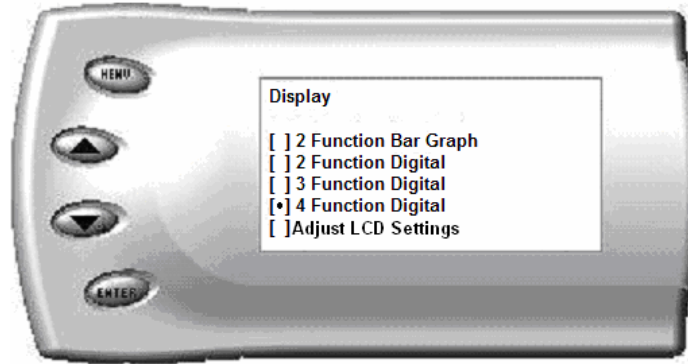 MENU
Display
[ ] 2 Function Bar Graph
[ ] 2 Function Digital
[ ] 3 Function Digital
[•] 4 Function Digital
[ ]Adjust LCD Settings
ENTER